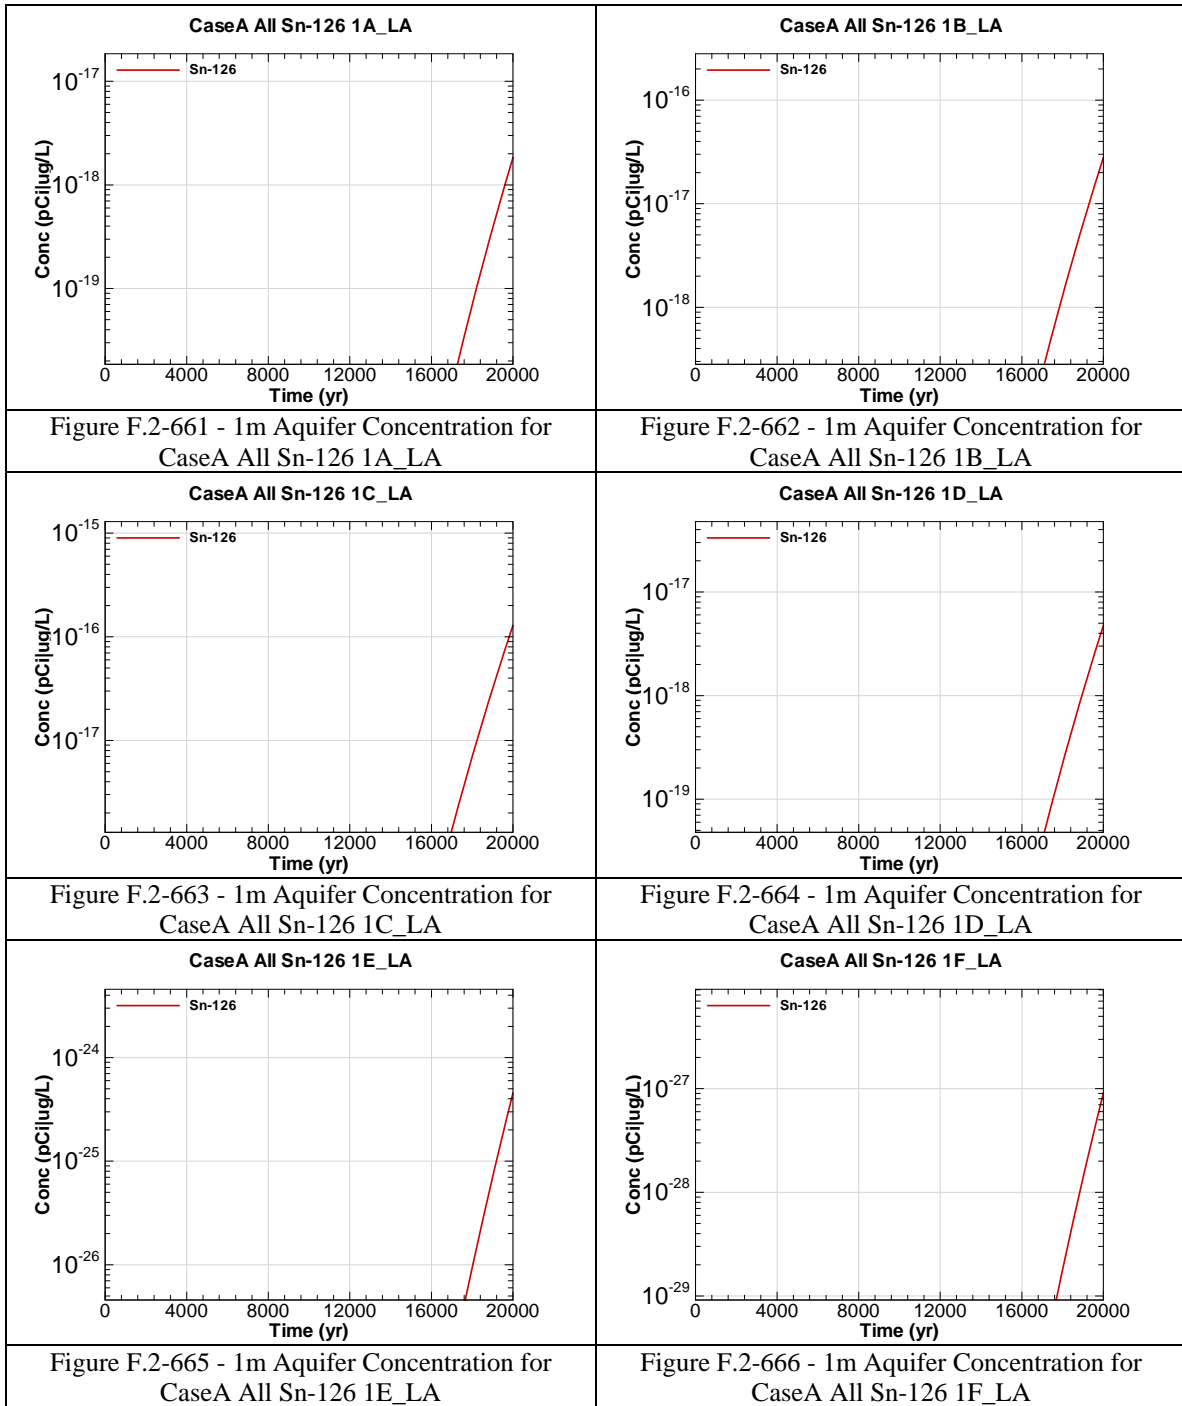 CaseA All Sn-126 1A_LA
Sn-126
10-17
10-18
10-19
Conc (pCi|ug/L)
0 4000 8000 12000 16000 20000
Time (yr)
Figure F.2-661 - 1m Aquifer Concentration for
CaseA All Sn-126 1A_LA
CaseA All Sn-126 1B_LA
Sn-126
10-16
10-17
10-18
Conc (pCi|ug/L)
0 4000 8000 12000 16000 20000
Time (yr)
Figure F.2-662 - 1m Aquifer Concentration for
CaseA All Sn-126 1B_LA
CaseA All Sn-126 1C_LA
10-15
Sn-126
10-16
10-17
Conc (pCi|ug/L)
0 4000 8000 12000 16000 20000
Time (yr)
Figure F.2-663 - 1m Aquifer Concentration for
CaseA All Sn-126 1C_LA
CaseA All Sn-126 1D_LA
Sn-126
10-17
10-18
10-19
Conc (pCi|ug/L)
0 4000 8000 12000 16000 20000
Time (yr)
Figure F.2-664 - 1m Aquifer Concentration for
CaseA All Sn-126 1D_LA
CaseA All Sn-126 1E_LA
Sn-126
10-24
10-25
10-26
Conc (pCi|ug/L)
0 4000 8000 12000 16000 20000
Time (yr)
Figure F.2-665 - 1m Aquifer Concentration for
CaseA All Sn-126 1E_LA
CaseA All Sn-126 1F_LA
Sn-126
10-27
10-28
10-29
Conc (pCi|ug/L)
0 4000 8000 12000 16000 20000
Time (yr)
Figure F.2-666 - 1m Aquifer Concentration for
CaseA All Sn-126 1F_LA